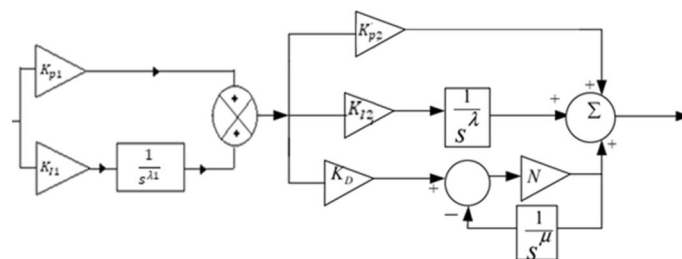 K_{p1}
K_{I1}
1
s^{λ1}
+
+
K_{p2}
K_{I2}
1
s^λ
K_D
+
−
N
1
s^μ
+
+
+
Σ